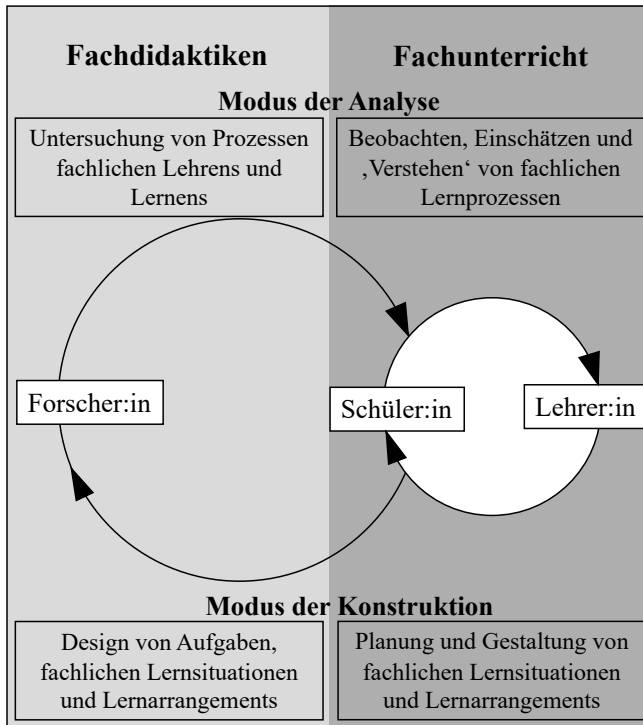 Fachdidaktiken
Fachunterricht
Modus der Analyse
Untersuchung von Prozessen
fachlichen Lehrens und
Lernens
Beobachten, Einschätzen und
‚Verstehen‘ von fachlichen
Lernprozessen
Forscher:in
Schüler:in
Lehrer:in
Modus der Konstruktion
Design von Aufgaben,
fachlichen Lernsituationen
und Lernarrangements
Planung und Gestaltung von
fachlichen Lernsituationen
und Lernarrangements